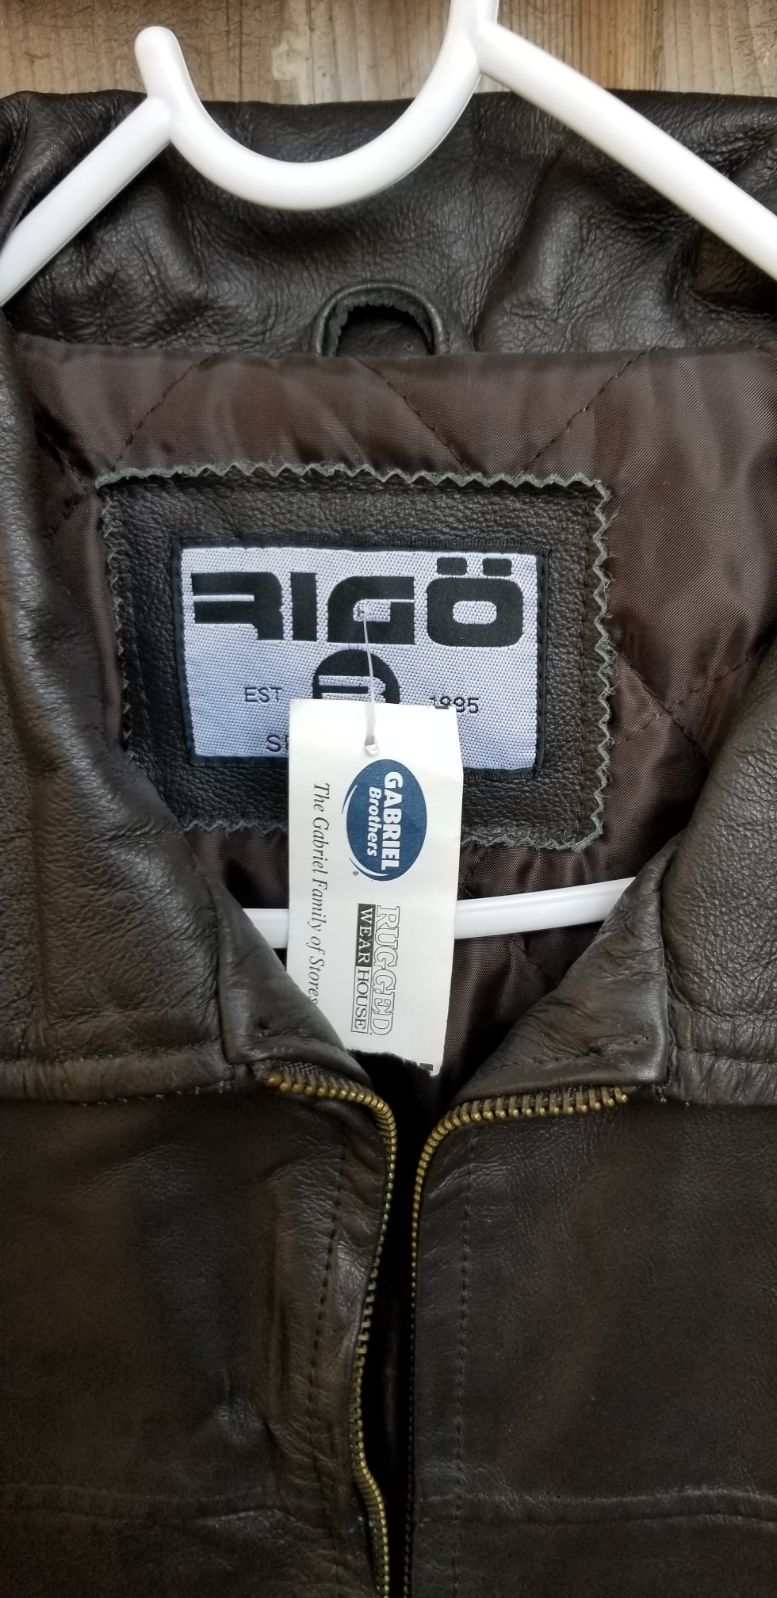 RIGÖ
EST 1995
GABRIEL
Brothers®
The Gabriel Family of Stores
RUGGED
WEARHOUSE